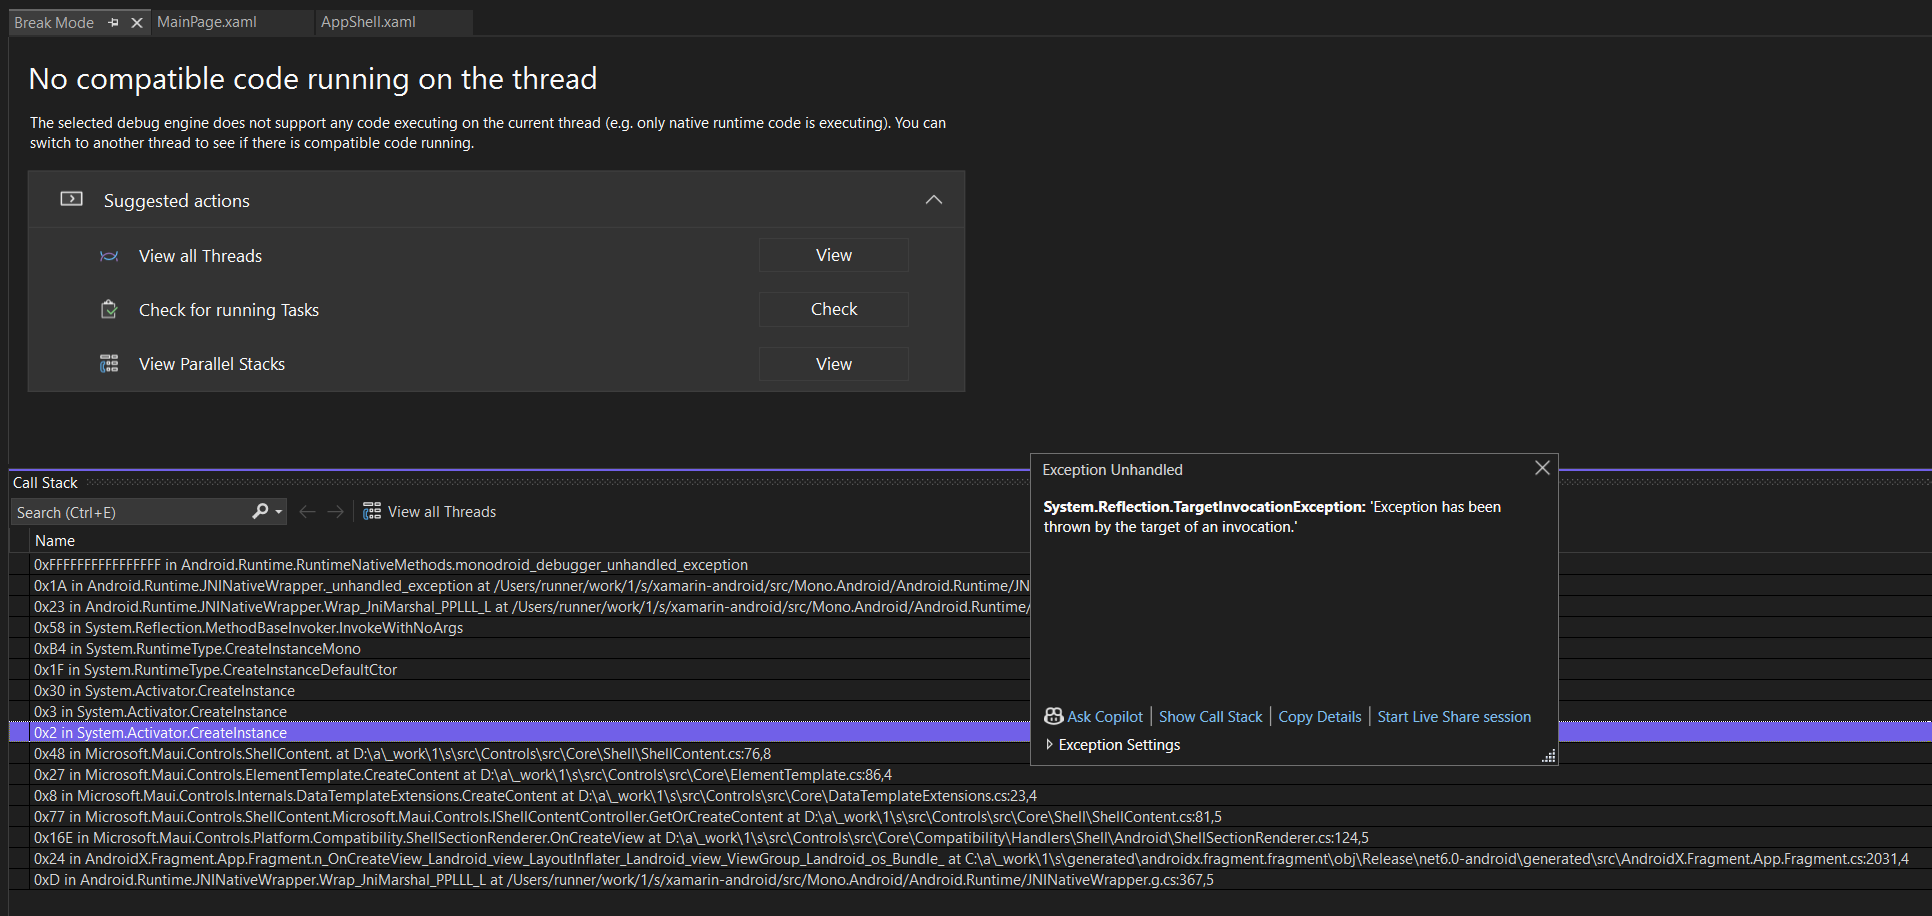 Break Mode
MainPage.xaml
AppShell.xaml
No compatible code running on the thread
The selected debug engine does not support any code executing on the current thread (e.g. only native runtime code is executing). You can
switch to another thread to see if there is compatible code running.
Suggested actions
View all Threads
View
Check for running Tasks
Check
View Parallel Stacks
View
Call Stack
Search (Ctrl+E)
View all Threads
Name
0xFFFFFFFFFFFFFFFF in Android.Runtime.RuntimeNativeMethods.monodroid_debugger_unhandled_exception
0x1A in Android.Runtime.JNINativeWrapper._unhandled_exception at /Users/runner/work/1/s/xamarin-android/src/Mono.Android/Android.Runtime/JN
0x23 in Android.Runtime.JNINativeWrapper.Wrap_JniMarshal_PPLLL_L at /Users/runner/work/1/s/xamarin-android/src/Mono.Android/Android.Runtime/
0x58 in System.Reflection.MethodBaseInvoker.InvokeWithNoArgs
0xB4 in System.RuntimeType.CreateInstanceMono
0x1F in System.RuntimeType.CreateInstanceDefaultCtor
0x30 in System.Activator.CreateInstance
0x3 in System.Activator.CreateInstance
0x2 in System.Activator.CreateInstance
0x48 in Microsoft.Maui.Controls.ShellContent. at D:\a\_work\1\s\src\Controls\src\Core\Shell\ShellContent.cs:76,8
0x27 in Microsoft.Maui.Controls.ElementTemplate.CreateContent at D:\a\_work\1\s\src\Controls\src\Core\ElementTemplate.cs:86,4
0x8 in Microsoft.Maui.Controls.Internals.DataTemplateExtensions.CreateContent at D:\a\_work\1\s\src\Controls\src\Core\DataTemplateExtensions.cs:23,4
0x77 in Microsoft.Maui.Controls.ShellContent.Microsoft.Maui.Controls.IShellContentController.GetOrCreateContent at D:\a\_work\1\s\src\Controls\src\Core\Shell\ShellContent.cs:81,5
0x16E in Microsoft.Maui.Controls.Platform.Compatibility.ShellSectionRenderer.OnCreateView at D:\a\_work\1\s\src\Controls\src\Core\Compatibility\Handlers\Shell\Android\ShellSectionRenderer.cs:124,5
0x24 in AndroidX.Fragment.App.Fragment.n_OnCreateView_Landroid_view_LayoutInflater_Landroid_view_ViewGroup_Landroid_os_Bundle_ at C:\a\_work\1\s\generated\androidx.fragment.fragment\obj\Release\net6.0-android\generated\src\AndroidX.Fragment.App.Fragment.cs:2031,4
0xD in Android.Runtime.JNINativeWrapper.Wrap_JniMarshal_PPLLL_L at /Users/runner/work/1/s/xamarin-android/src/Mono.Android/Android.Runtime/JNINativeWrapper.g.cs:367,5
Exception Unhandled
System.Reflection.TargetInvocationException: 'Exception has been
thrown by the target of an invocation.'
Ask Copilot | Show Call Stack | Copy Details | Start Live Share session
Exception Settings